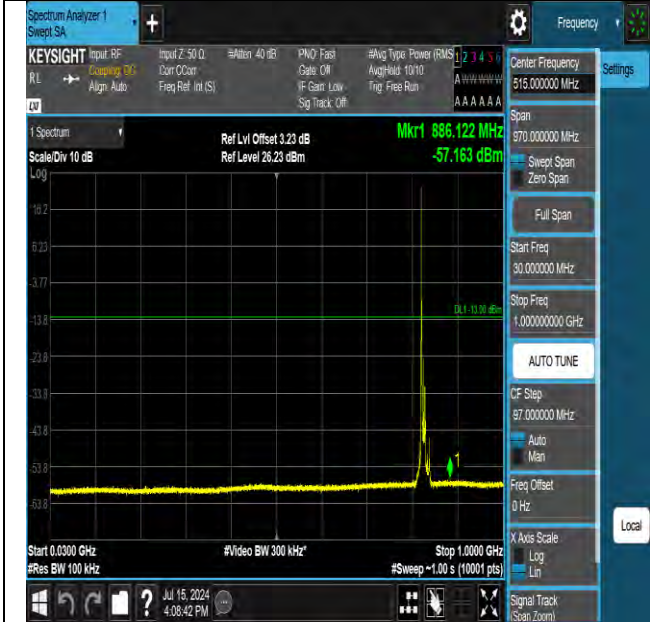 Spectrum Analyzer 1
Swept SA
Frequency
KEYSIGHT
RL
Input: RF
Coupling: DC
Align: Auto
Input Z: 50 Ω
Corr CCorr
Freq Ref: Int (S)
#Atten: 40 dB
PNO: Fast
Gate: Off
IF Gain: Low
Sig Track: Off
#Avg Type: Power (RMS
Avg|Hold: 10/10
Trig: Free Run
1 2 3 4 5 6
A W W W W W
A A A A A A
1 Spectrum
Scale/Div 10 dB
Log
Ref Lvl Offset 3.23 dB
Ref Level 26.23 dBm
Mkr1 886.122 MHz
-57.163 dBm
16.2
6.23
-3.77
DL1 -13.00 dBm
-13.8
-23.8
-33.8
-43.8
-53.8
-63.8
1
Start 0.0300 GHz
#Res BW 100 kHz
#Video BW 300 kHz*
Stop 1.0000 GHz
#Sweep ~1.00 s (10001 pts)
?
Jul 15, 2024
4:08:42 PM
Center Frequency
515.000000 MHz
Settings
Span
970.000000 MHz
Swept Span
Zero Span
Full Span
Start Freq
30.000000 MHz
Stop Freq
1.000000000 GHz
AUTO TUNE
CF Step
97.000000 MHz
Auto
Man
Freq Offset
0 Hz
X Axis Scale
Log
Lin
Local
Signal Track
(Span Zoom)